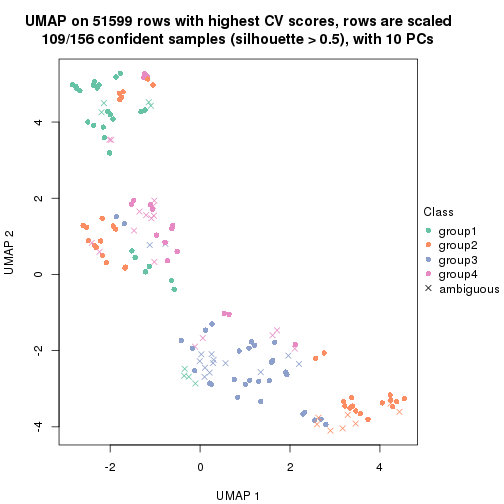 UMAP on 51599 rows with highest CV scores, rows are scaled
109/156 confident samples (silhouette > 0.5), with 10 PCs
4
2
0
-2
-4
UMAP 2
-2
0
2
4
UMAP 1
Class
group1
group2
group3
group4
ambiguous